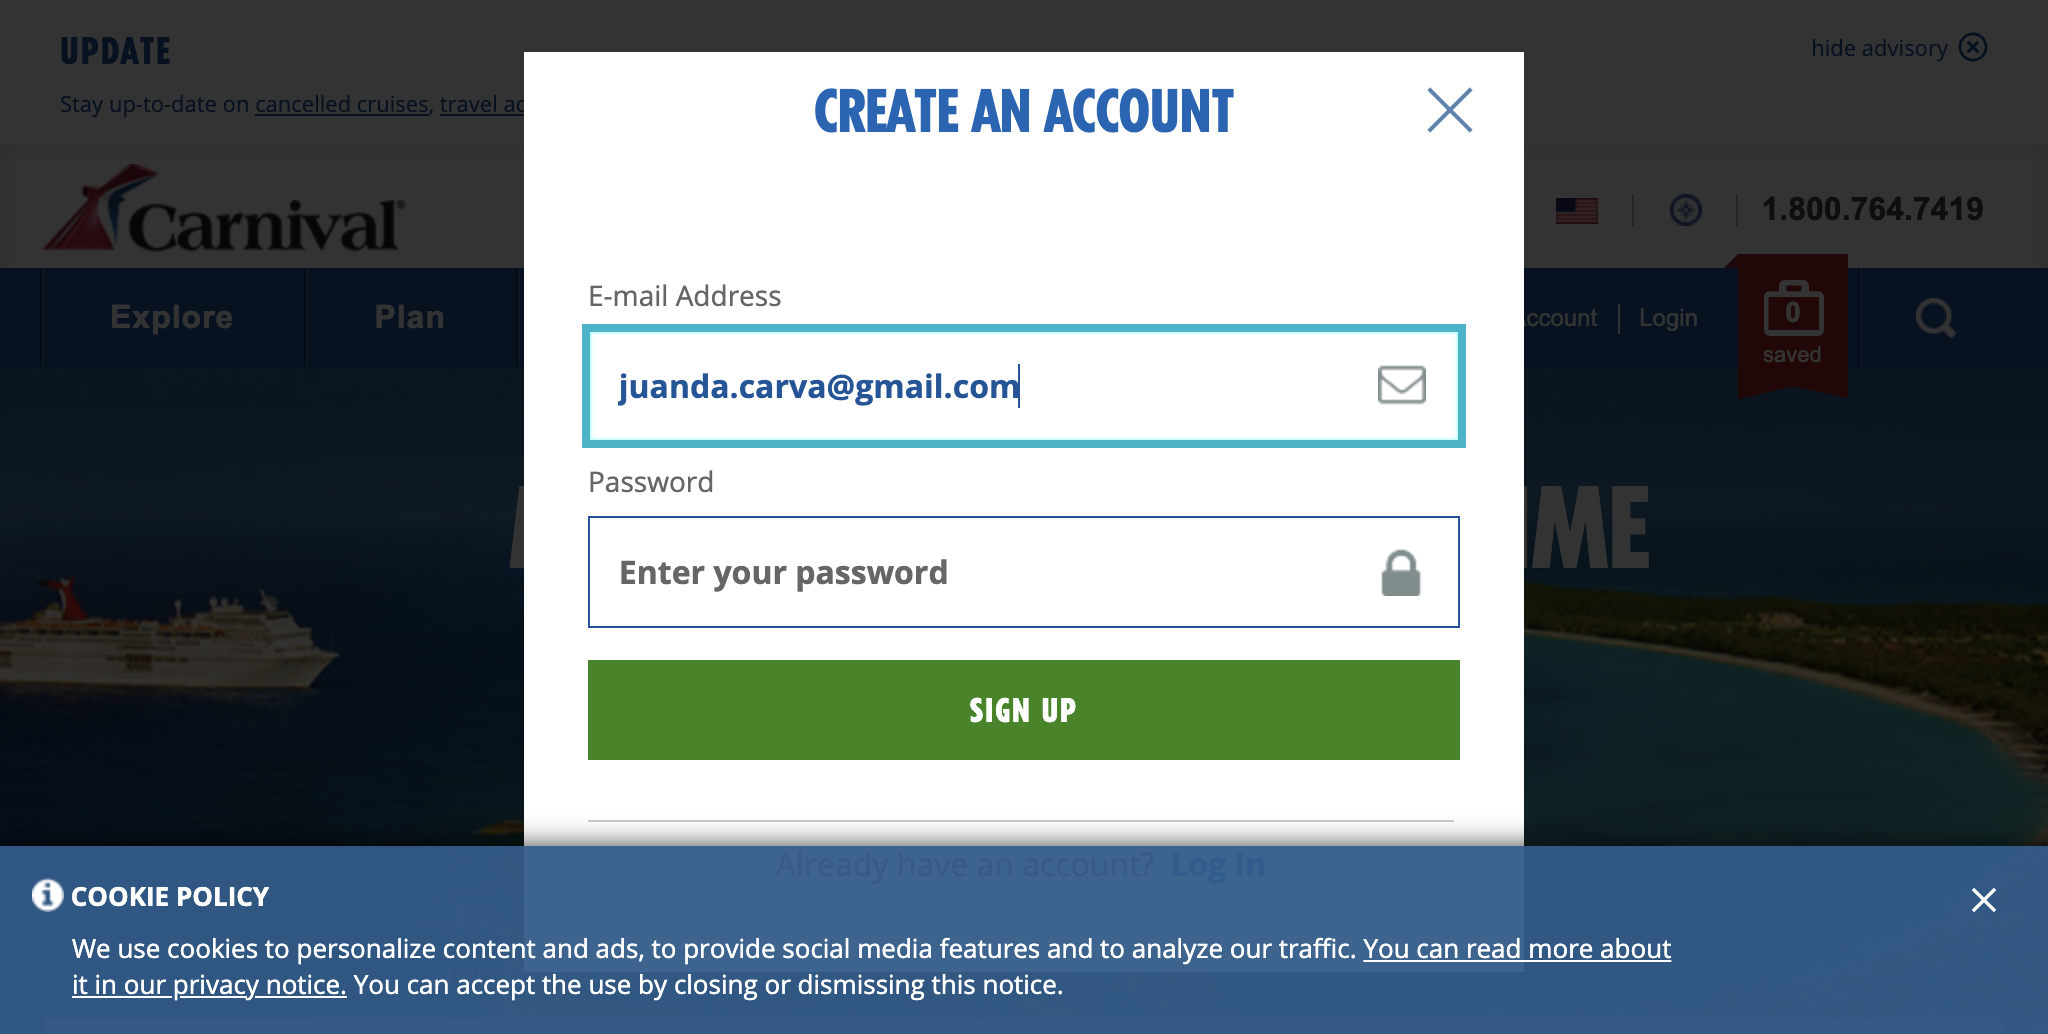 UPDATE
hide advisory
Stay up-to-date on cancelled cruises, travel
CREATE AN ACCOUNT
Carnival®
1.800.764.7419
Explore
Plan
Login
0
saved
E-mail Address
juanda.carva@gmail.com
Password
Enter your password
SIGN UP
Already have an account? Log In
COOKIE POLICY
We use cookies to personalize content and ads, to provide social media features and to analyze our traffic. You can read more about
it in our privacy notice. You can accept the use by closing or dismissing this notice.